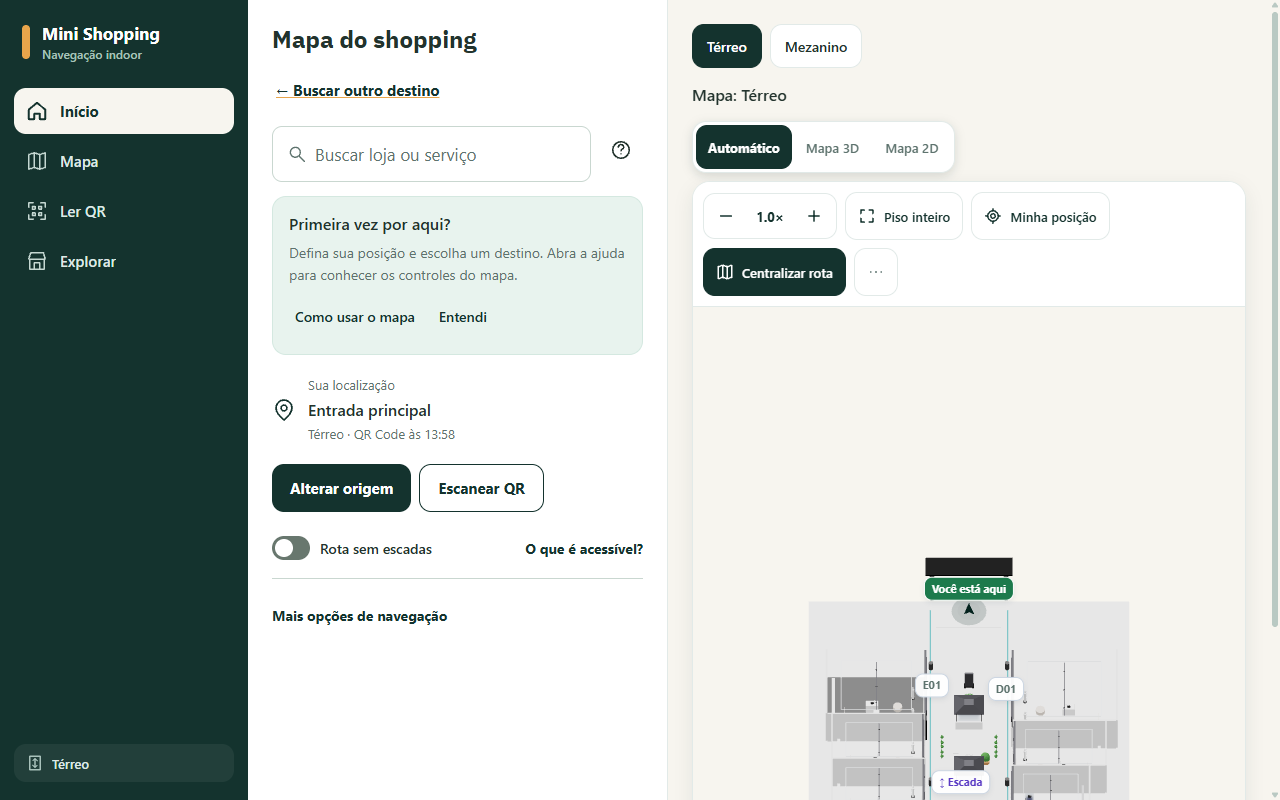 Mini Shopping
Navegação indoor
Início
Mapa
Ler QR
Explorar
Térreo
Mapa do shopping
← Buscar outro destino
Buscar loja ou serviço
Primeira vez por aqui?
Defina sua posição e escolha um destino. Abra a ajuda
para conhecer os controles do mapa.
Como usar o mapa Entendi
Sua localização
Entrada principal
Térreo · QR Code às 13:58
Alterar origem Escanear QR
Rota sem escadas O que é acessível?
Mais opções de navegação
Térreo Mezanino
Mapa: Térreo
Automático Mapa 3D Mapa 2D
— 1.0× + Piso inteiro Minha posição
Centralizar rota ···
Você está aqui
E01 D01
↕ Escada